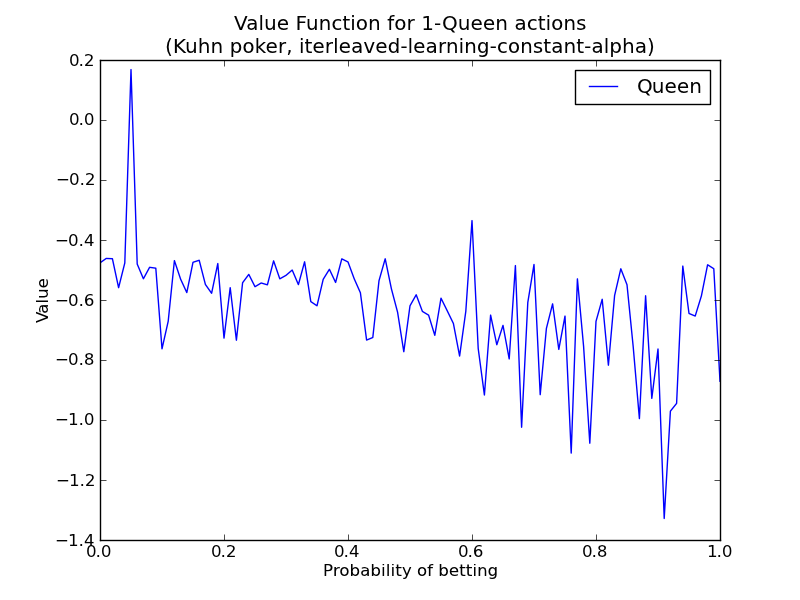 Value Function for 1-Queen actions
(Kuhn poker, iterleaved-learning-constant-alpha)
Queen
0.2
0.0
−0.2
−0.4
−0.6
−0.8
−1.0
−1.2
−1.4
Value
0.0 0.2 0.4 0.6 0.8 1.0
Probability of betting